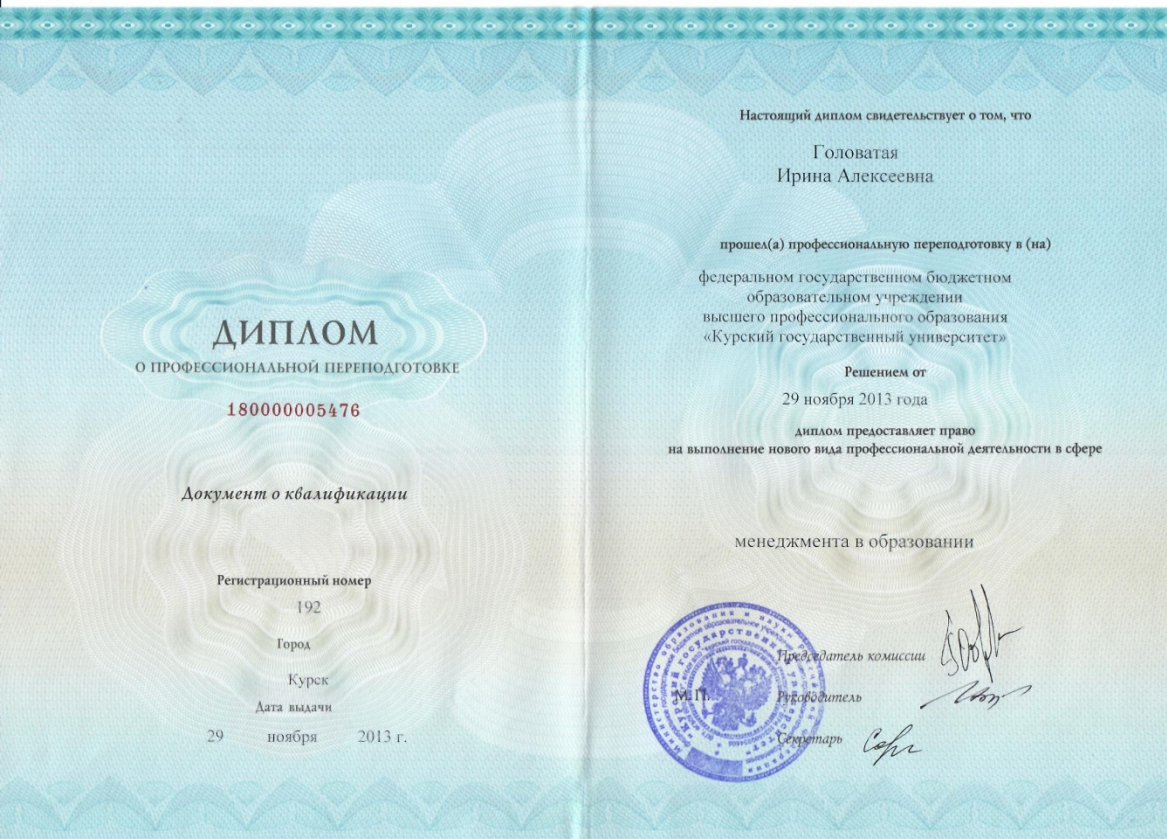 ДИПЛОМ
О ПРОФЕССИОНАЛЬНОЙ ПЕРЕПОДГОТОВКЕ
180000005476
Документ о квалификации
Регистрационный номер
192
Город
Курск
Дата выдачи
29 ноября 2013 г.
Настоящий диплом свидетельствует о том, что
Головатая
Ирина Алексеевна
прошел(а) профессиональную переподготовку в (на)
федеральном государственном бюджетном
образовательном учреждении
высшего профессионального образования
«Курский государственный университет»
Решением от
29 ноября 2013 года
диплом предоставляет право
на выполнение нового вида профессиональной деятельности в сфере
менеджмента в образовании
Председатель комиссии
М.П.
Руководитель
Секретарь